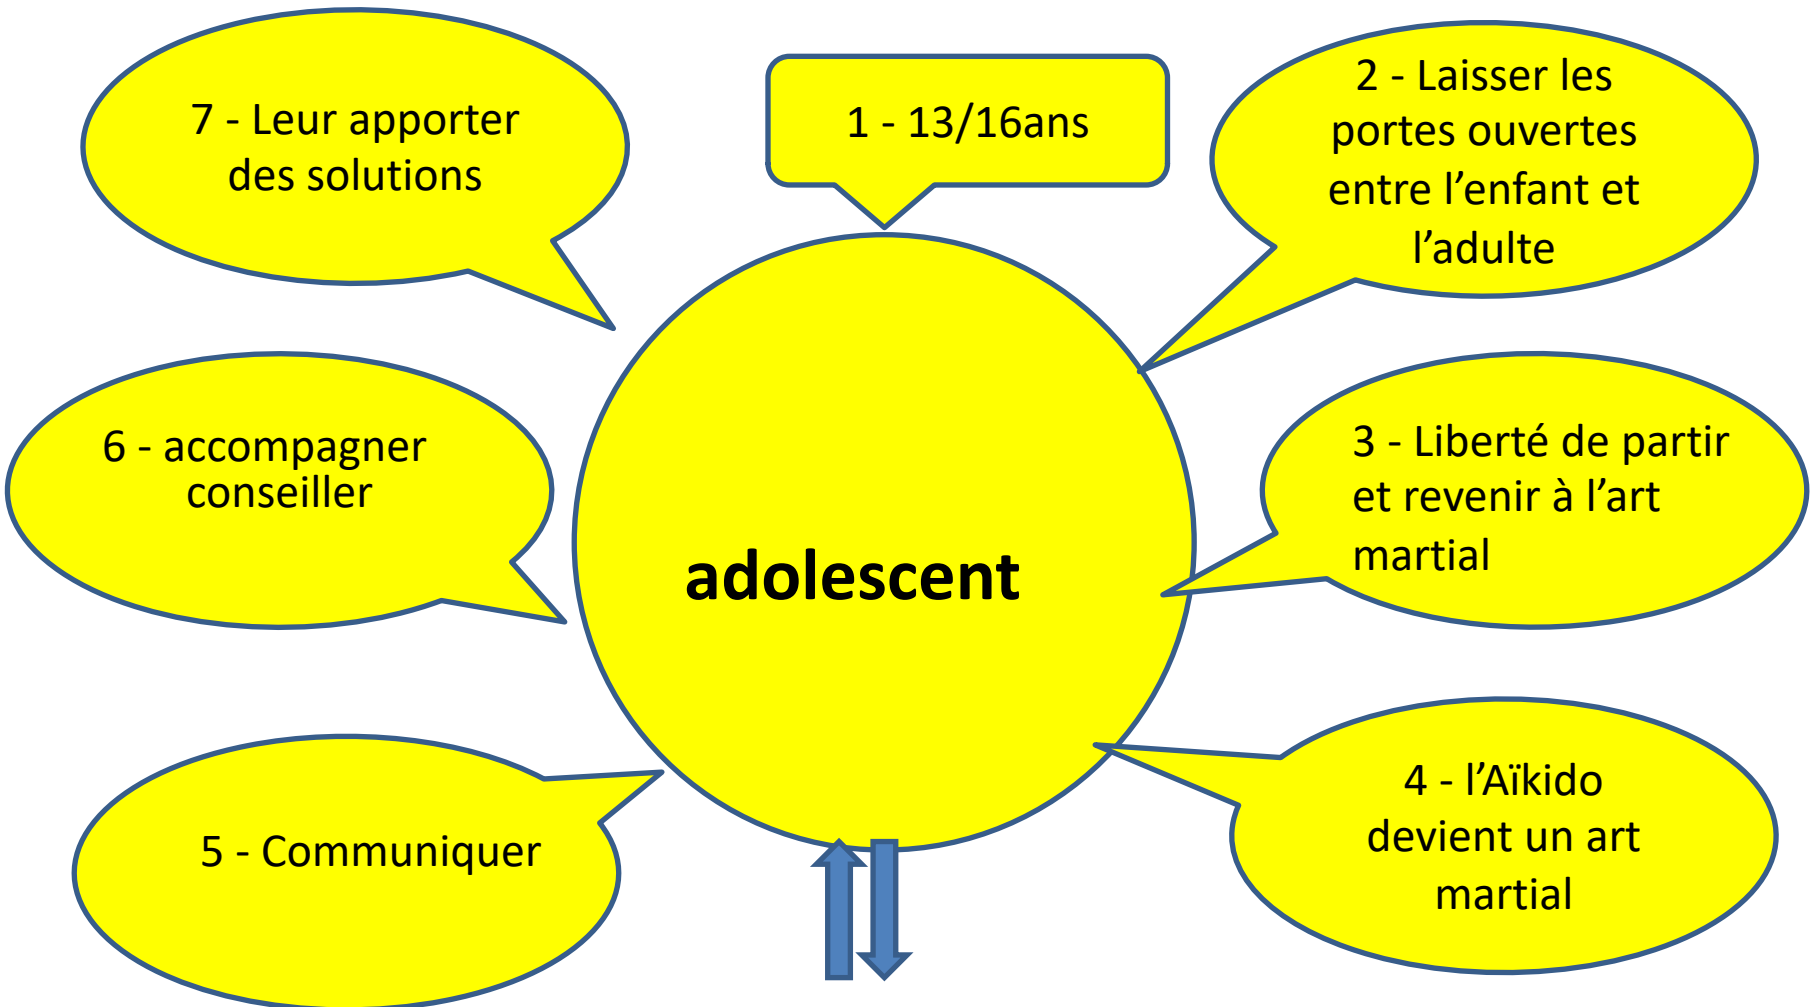 1 - 13/16ans
2 - Laisser les
portes ouvertes
entre l’enfant et
l’adulte
3 - Liberté de partir
et revenir à l’art
martial
4 - l’Aïkido
devient un art
martial
5 - Communiquer
6 - accompagner
conseiller
7 - Leur apporter
des solutions
adolescent